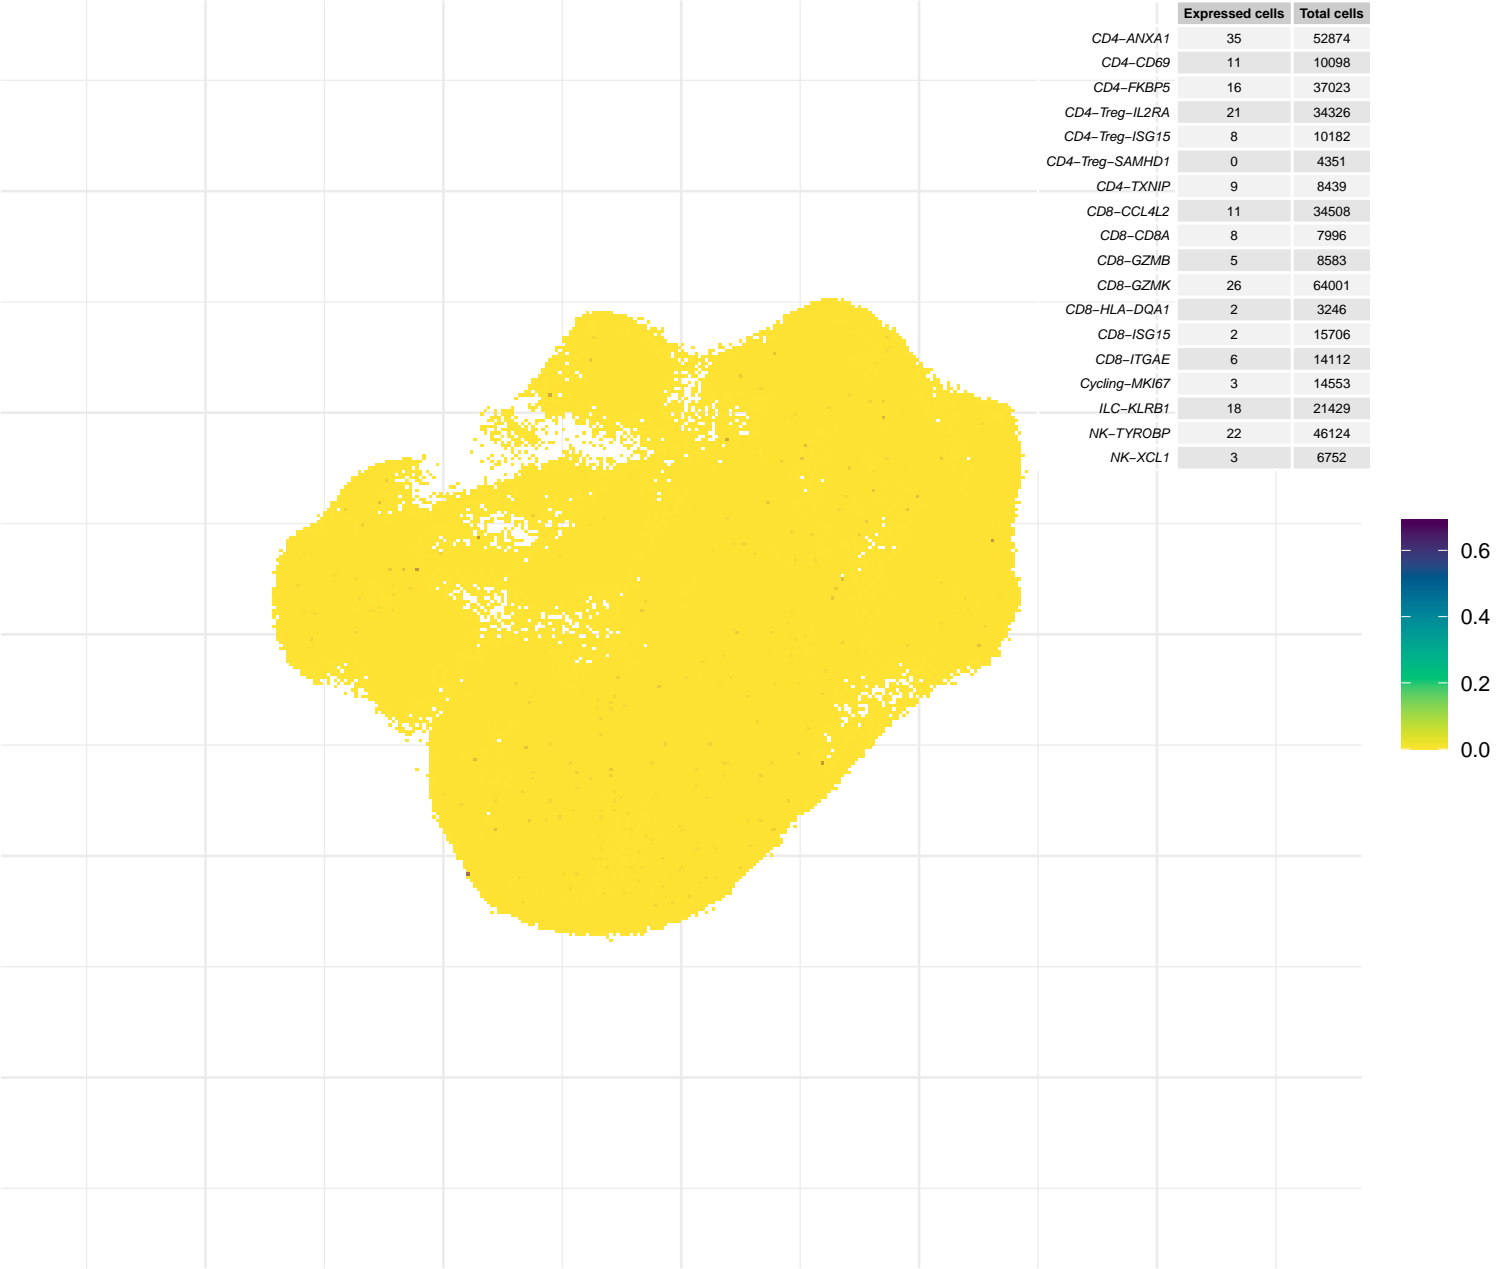 Expressed cells Total cells
CD4−ANXA1 35 52874
CD4−CD69 11 10098
CD4−FKBP5 16 37023
CD4−Treg−IL2RA 21 34326
CD4−Treg−ISG15 8 10182
CD4−Treg−SAMHD1 0 4351
CD4−TXNIP 9 8439
CD8−CCL4L2 11 34508
CD8−CD8A 8 7996
CD8−GZMB 5 8583
CD8−GZMK 26 64001
CD8−HLA−DQA1 2 3246
CD8−ISG15 2 15706
CD8−ITGAE 6 14112
Cycling−MKI67 3 14553
ILC−KLRB1 18 21429
NK−TYROBP 22 46124
NK−XCL1 3 6752
0.6
0.4
0.2
0.0